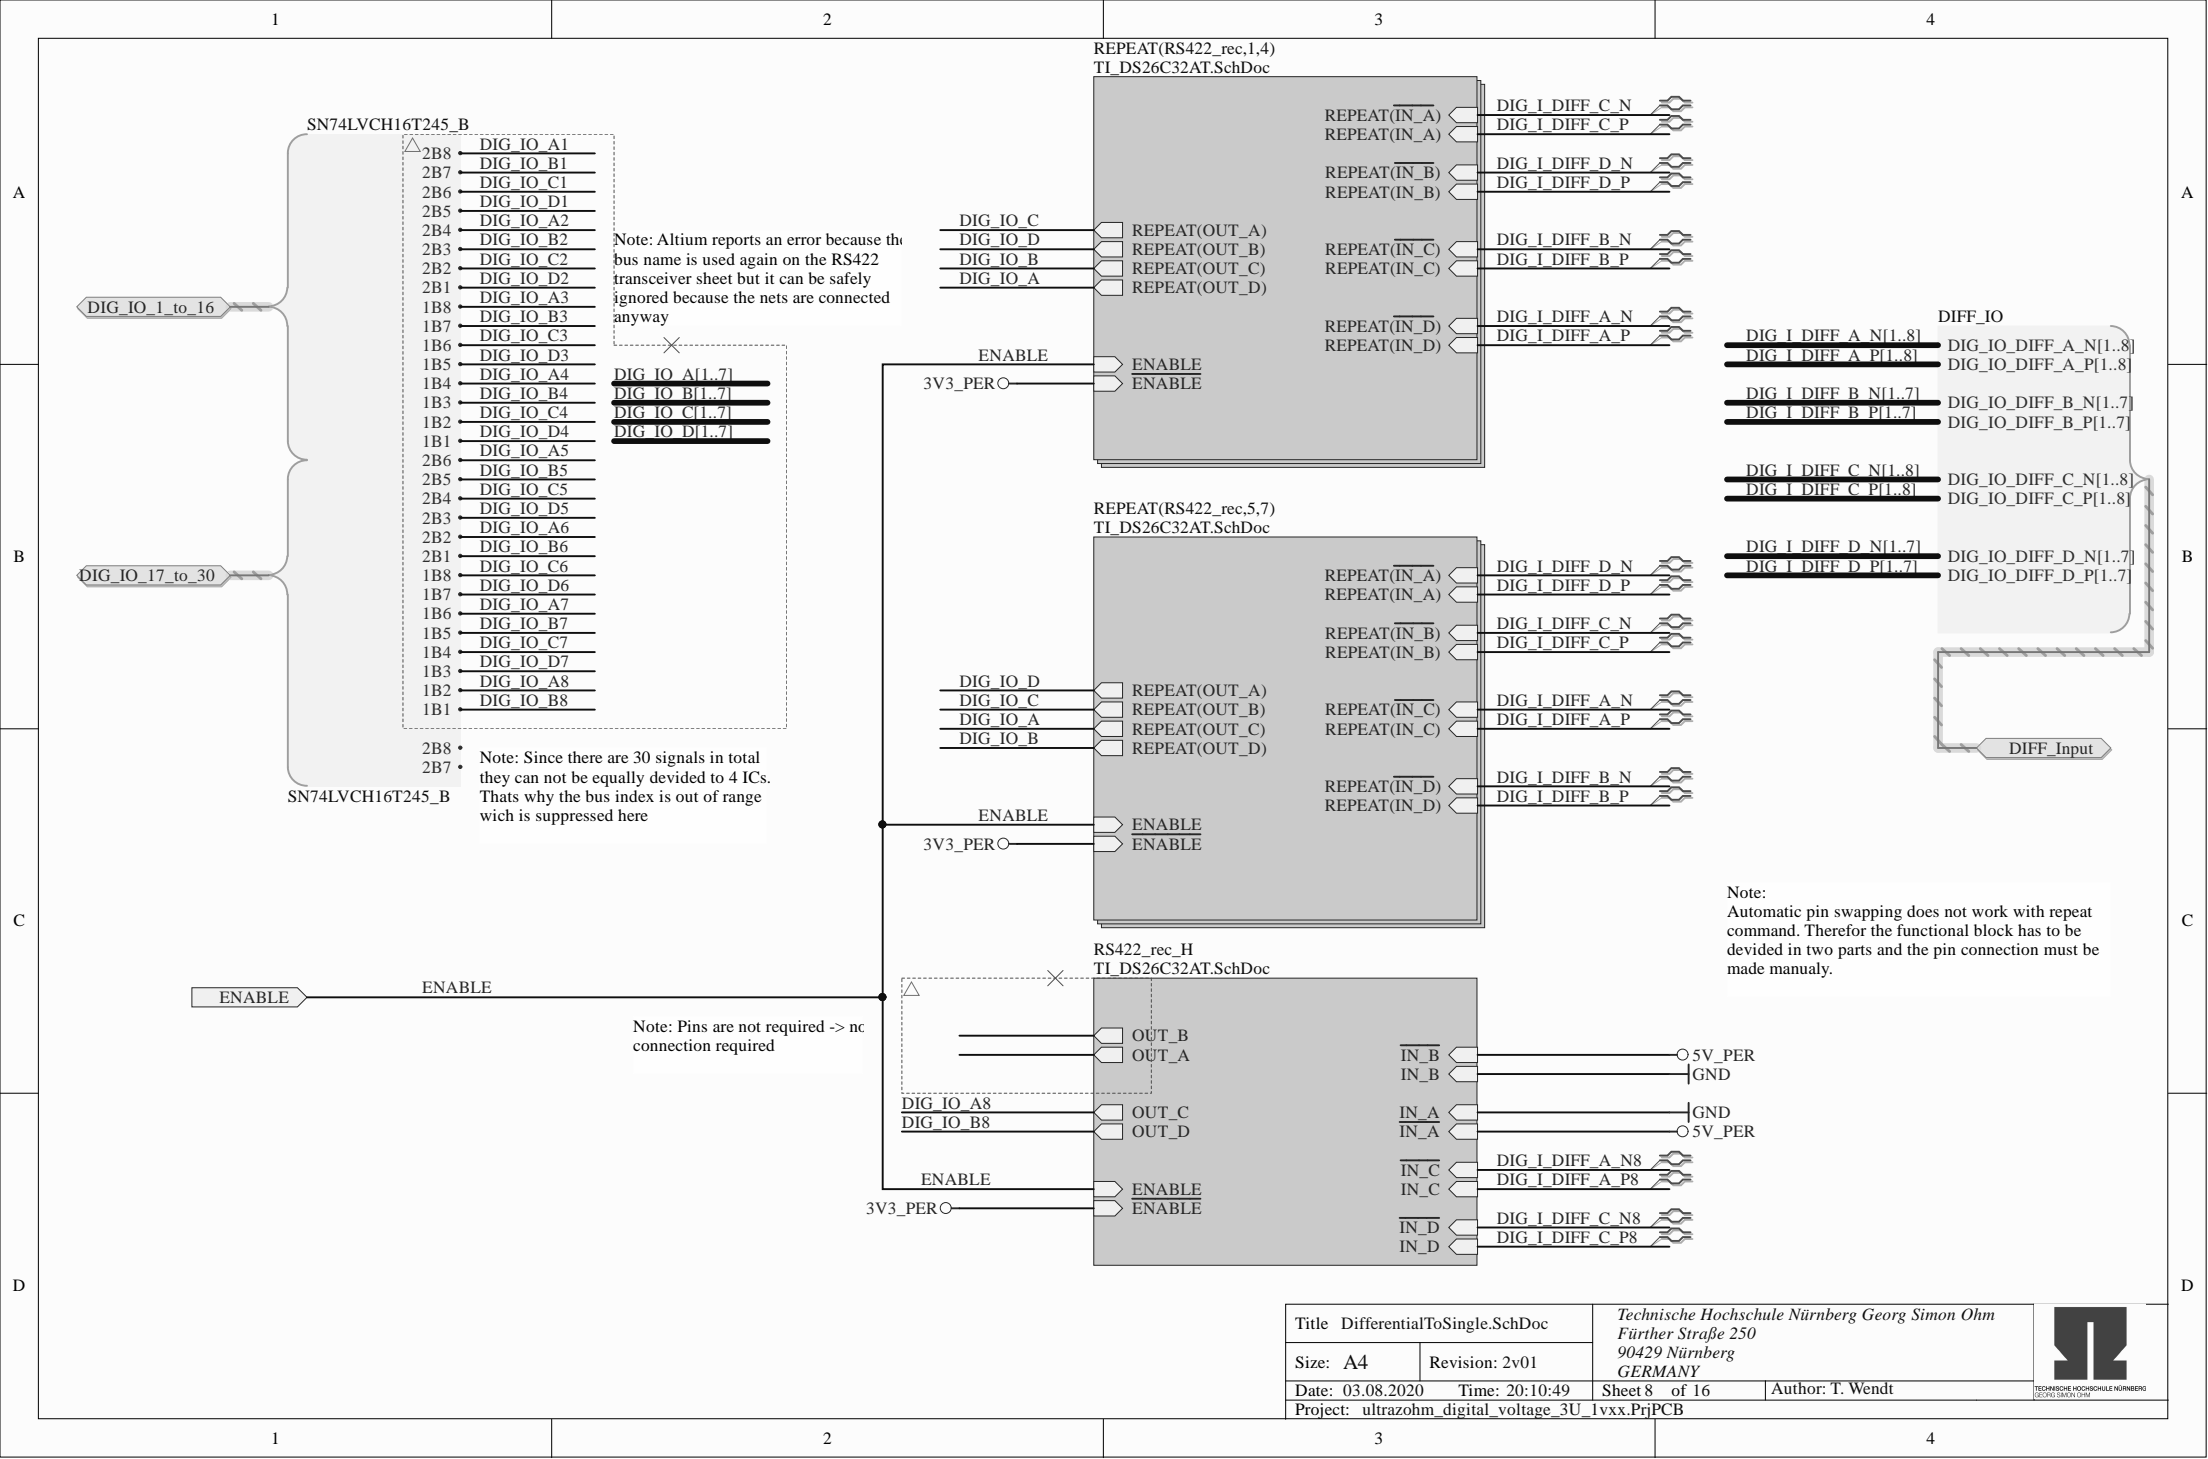 1 2 3 4
A
B
C
D
A
B
C
D
SN74LVCH16T245_B
2B8 DIG_IO_A1
2B7 DIG_IO_B1
2B6 DIG_IO_C1
2B5 DIG_IO_D1
2B4 DIG_IO_A2
2B3 DIG_IO_B2
2B2 DIG_IO_C2
2B1 DIG_IO_D2
1B8 DIG_IO_A3
1B7 DIG_IO_B3
1B6 DIG_IO_C3
1B5 DIG_IO_D3
1B4 DIG_IO_A4
1B3 DIG_IO_B4
1B2 DIG_IO_C4
1B1 DIG_IO_D4
2B6 DIG_IO_A5
2B5 DIG_IO_B5
2B4 DIG_IO_C5
2B3 DIG_IO_D5
2B2 DIG_IO_A6
2B1 DIG_IO_B6
1B8 DIG_IO_C6
1B7 DIG_IO_D6
1B6 DIG_IO_A7
1B5 DIG_IO_B7
1B4 DIG_IO_C7
1B3 DIG_IO_D7
1B2 DIG_IO_A8
1B1 DIG_IO_B8
2B8
2B7
SN74LVCH16T245_B
DIG_IO_1_to_16
DIG_IO_17_to_30
Note: Altium reports an error because the
bus name is used again on the RS422
transceiver sheet but it can be safely
ignored because the nets are connected
anyway
DIG_IO_A[1..7]
DIG_IO_B[1..7]
DIG_IO_C[1..7]
DIG_IO_D[1..7]
Note: Since there are 30 signals in total
they can not be equally devided to 4 ICs.
Thats why the bus index is out of range
wich is suppressed here
ENABLE ENABLE
Note: Pins are not required -> no
connection required
REPEAT(RS422_rec,1,4)
TI_DS26C32AT.SchDoc
DIG_IO_C REPEAT(OUT_A)
DIG_IO_D REPEAT(OUT_B)
DIG_IO_B REPEAT(OUT_C)
DIG_IO_A REPEAT(OUT_D)
ENABLE ENABLE
3V3_PER ENABLE
REPEAT(IN_A) DIG_I_DIFF_C_N
REPEAT(IN_A) DIG_I_DIFF_C_P
REPEAT(IN_B) DIG_I_DIFF_D_N
REPEAT(IN_B) DIG_I_DIFF_D_P
REPEAT(IN_C) DIG_I_DIFF_B_N
REPEAT(IN_C) DIG_I_DIFF_B_P
REPEAT(IN_D) DIG_I_DIFF_A_N
REPEAT(IN_D) DIG_I_DIFF_A_P
REPEAT(RS422_rec,5,7)
TI_DS26C32AT.SchDoc
DIG_IO_D REPEAT(OUT_A)
DIG_IO_C REPEAT(OUT_B)
DIG_IO_A REPEAT(OUT_C)
DIG_IO_B REPEAT(OUT_D)
ENABLE ENABLE
3V3_PER ENABLE
REPEAT(IN_A) DIG_I_DIFF_D_N
REPEAT(IN_A) DIG_I_DIFF_D_P
REPEAT(IN_B) DIG_I_DIFF_C_N
REPEAT(IN_B) DIG_I_DIFF_C_P
REPEAT(IN_C) DIG_I_DIFF_A_N
REPEAT(IN_C) DIG_I_DIFF_A_P
REPEAT(IN_D) DIG_I_DIFF_B_N
REPEAT(IN_D) DIG_I_DIFF_B_P
RS422_rec_H
TI_DS26C32AT.SchDoc
OUT_B
OUT_A
DIG_IO_A8 OUT_C
DIG_IO_B8 OUT_D
ENABLE ENABLE
3V3_PER ENABLE
IN_B 5V_PER
IN_B GND
IN_A GND
IN_A 5V_PER
IN_C DIG_I_DIFF_A_N8
IN_C DIG_I_DIFF_A_P8
IN_D DIG_I_DIFF_C_N8
IN_D DIG_I_DIFF_C_P8
DIFF_IO
DIG_I_DIFF_A_N[1..8] DIG_IO_DIFF_A_N[1..8]
DIG_I_DIFF_A_P[1..8] DIG_IO_DIFF_A_P[1..8]
DIG_I_DIFF_B_N[1..7] DIG_IO_DIFF_B_N[1..7]
DIG_I_DIFF_B_P[1..7] DIG_IO_DIFF_B_P[1..7]
DIG_I_DIFF_C_N[1..8] DIG_IO_DIFF_C_N[1..8]
DIG_I_DIFF_C_P[1..8] DIG_IO_DIFF_C_P[1..8]
DIG_I_DIFF_D_N[1..7] DIG_IO_DIFF_D_N[1..7]
DIG_I_DIFF_D_P[1..7] DIG_IO_DIFF_D_P[1..7]
DIFF_Input
Note:
Automatic pin swapping does not work with repeat
command. Therefor the functional block has to be
devided in two parts and the pin connection must be
made manualy.
Title DifferentialToSingle.SchDoc
Size: A4 Revision: 2v01
Date: 03.08.2020 Time: 20:10:49 Sheet 8 of 16 Author: T. Wendt
Project: ultrazohm_digital_voltage_3U_1vxx.PrjPCB
Technische Hochschule Nürnberg Georg Simon Ohm
Fürther Straße 250
90429 Nürnberg
GERMANY
TECHNISCHE HOCHSCHULE NÜRNBERG
GEORG SIMON OHM
1 2 3 4